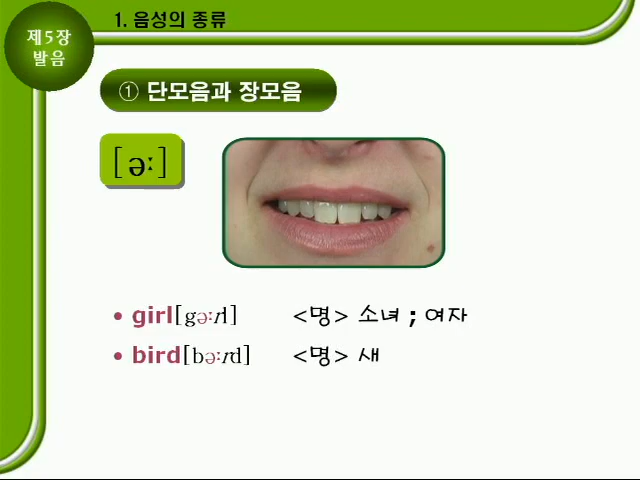 제5장
발음
1. 음성의 종류
① 단모음과 장모음
[əː]
• girl[gəːrl] <명> 소녀 ; 여자
• bird[bəːrd] <명> 새